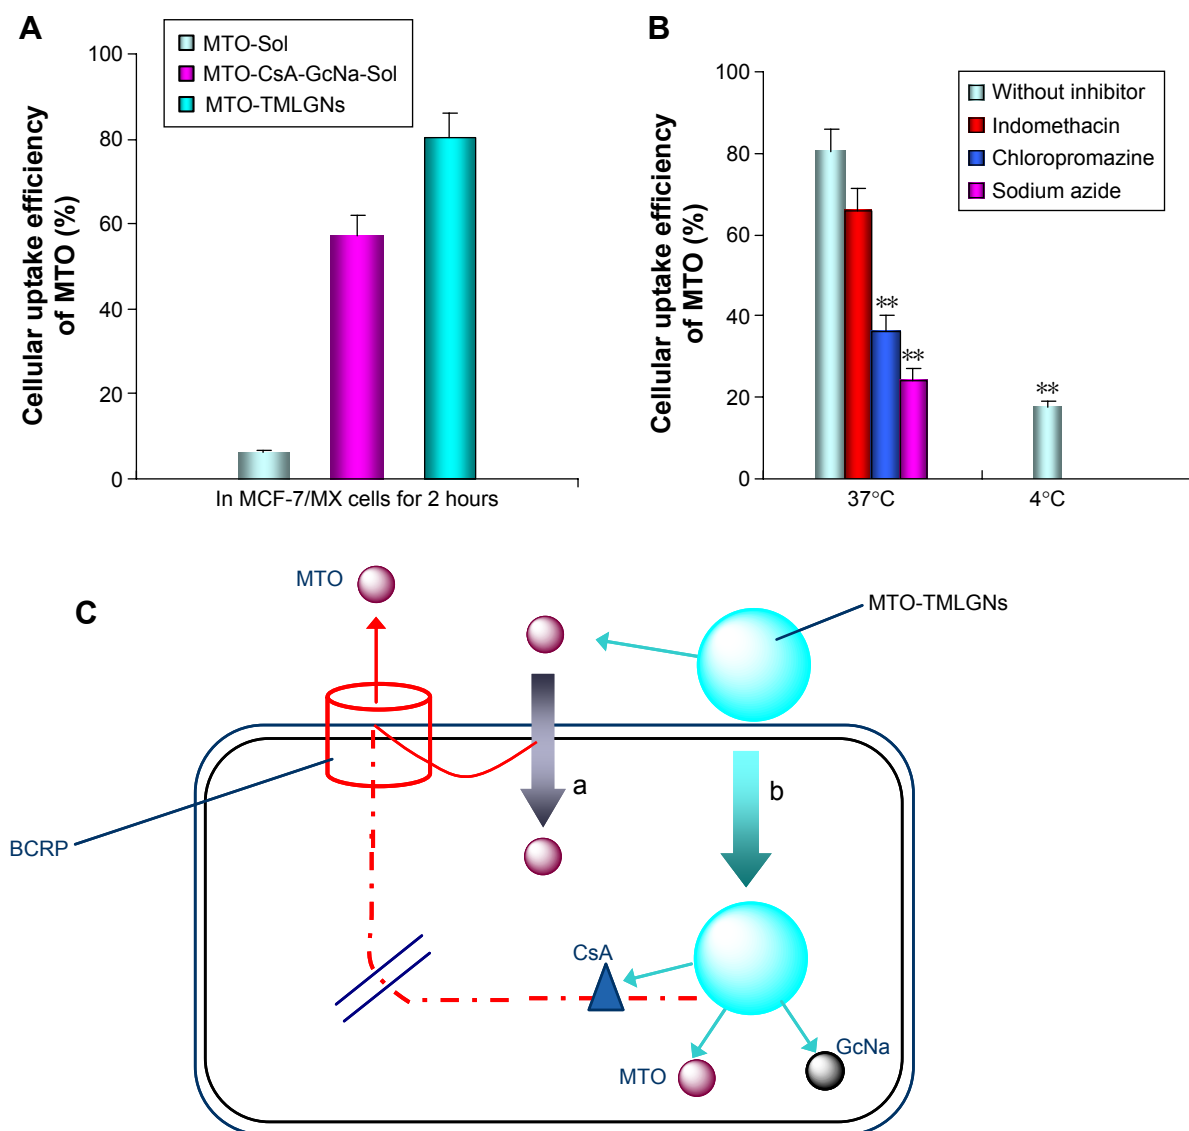 A
Cellular uptake efficiency
of MTO (%)
100
80
60
40
20
0
MTO-Sol
MTO-CsA-GcNa-Sol
MTO-TMLGNs
In MCF-7/MX cells for 2 hours
B
Cellular uptake efficiency
of MTO (%)
100
80
60
40
20
0
Without inhibitor
Indomethacin
Chloropromazine
Sodium azide
**
**
**
37°C
4°C
C
MTO
MTO-TMLGNs
a
b
BCRP
CsA
GcNa
MTO